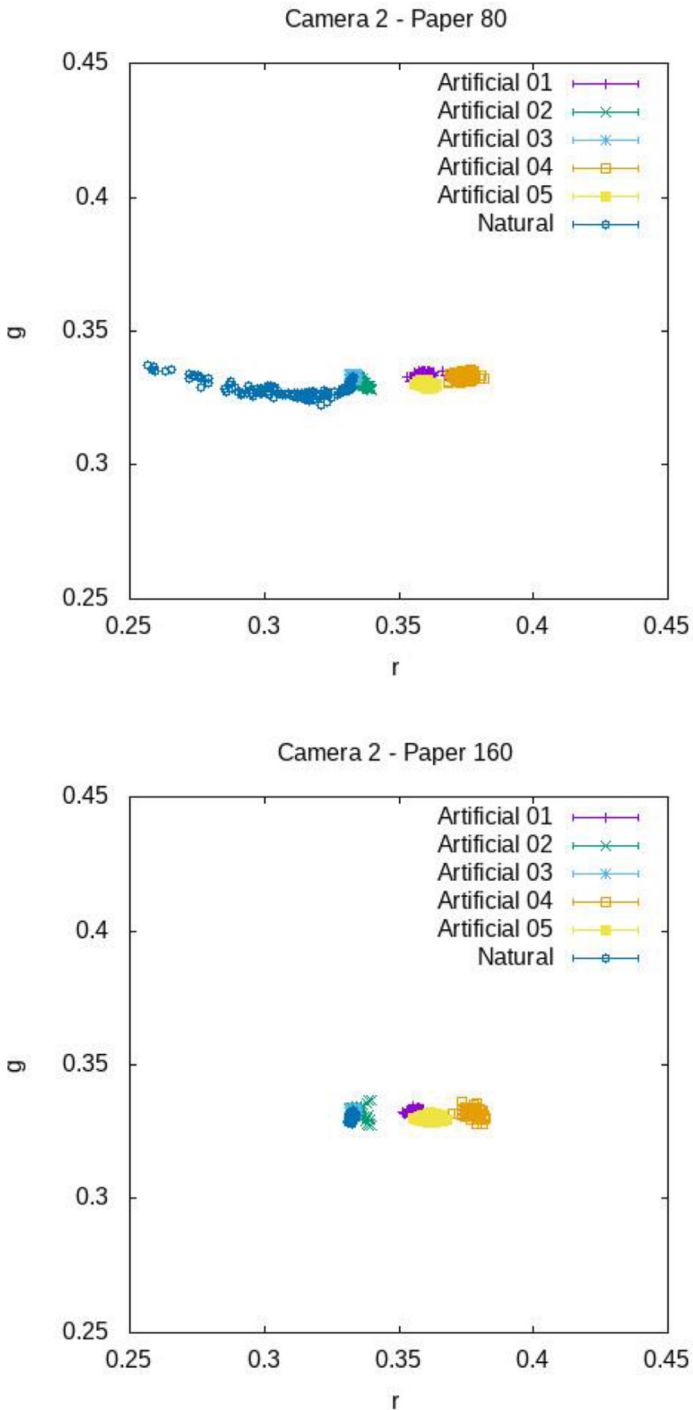 Camera 2 - Paper 80
0.45
0.4
0.35
0.3
0.25
g
Artificial 01
Artificial 02
Artificial 03
Artificial 04
Artificial 05
Natural
0.25 0.3 0.35 0.4 0.45
r
Camera 2 - Paper 160
0.45
0.4
0.35
0.3
0.25
g
Artificial 01
Artificial 02
Artificial 03
Artificial 04
Artificial 05
Natural
0.25 0.3 0.35 0.4 0.45
r